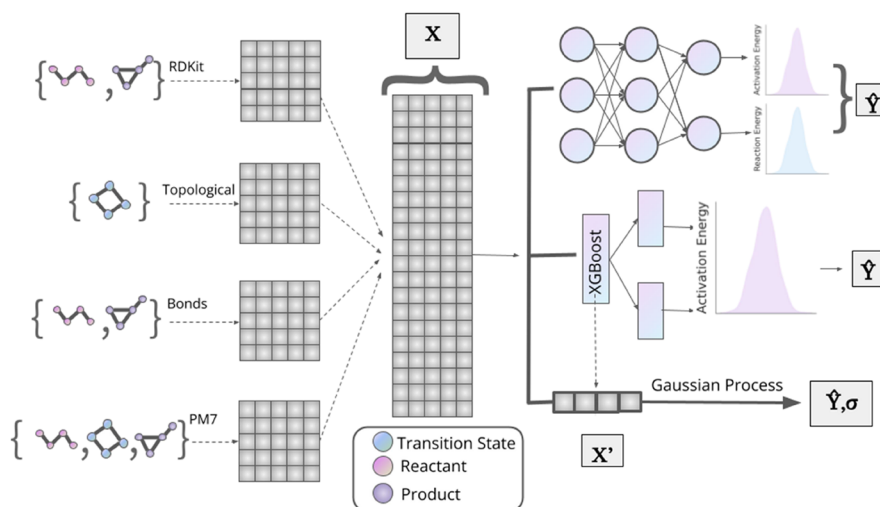 X
RDKit
Topological
Bonds
PM7
Activation Energy
Reaction Energy
Ŷ
XGBoost
Activation Energy
Ŷ
Gaussian Process
Ŷ,σ
X'
Transition State
Reactant
Product